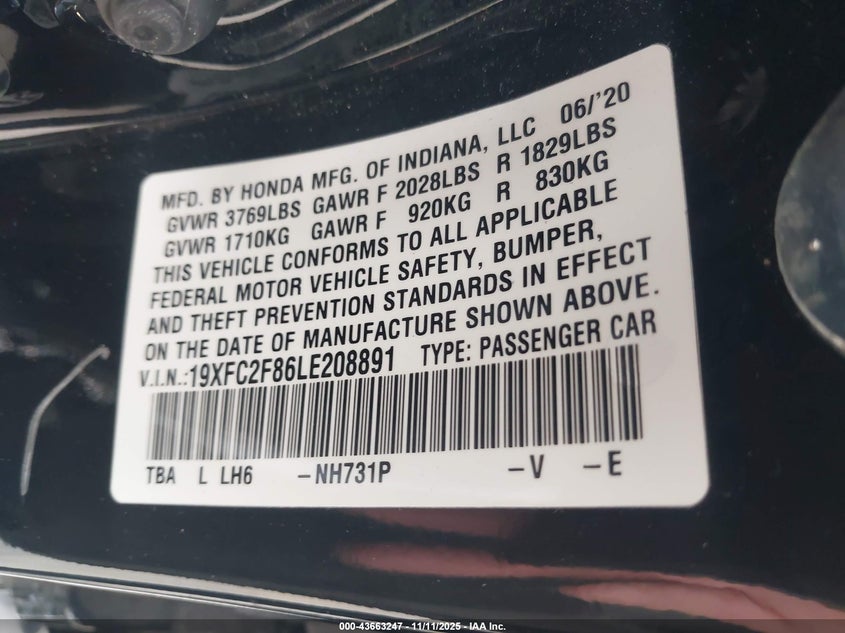 MFD. BY HONDA MFG. OF INDIANA, LLC 06/'20
GVWR 3769LBS GAWR F 2028LBS R 1829LBS
GVWR 1710KG GAWR F 920KG R 830KG
THIS VEHICLE CONFORMS TO ALL APPLICABLE
FEDERAL MOTOR VEHICLE SAFETY, BUMPER,
AND THEFT PREVENTION STANDARDS IN EFFECT
ON THE DATE OF MANUFACTURE SHOWN ABOVE.
V.I.N.:19XFC2F86LE208891 TYPE: PASSENGER CAR
TBA L LH6 –NH731P –V –E
000-43663247 - 11/11/2025 - IAA Inc.